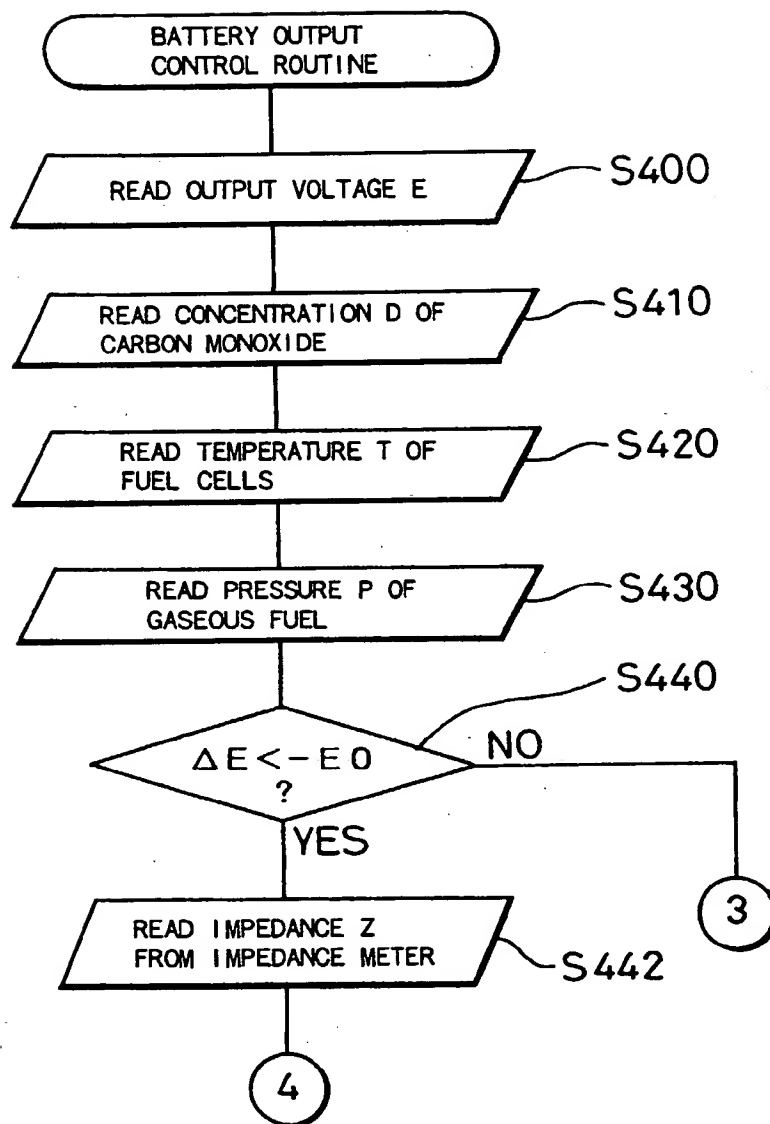 BATTERY OUTPUT
CONTROL ROUTINE
READ OUTPUT VOLTAGE E
S400
READ CONCENTRATION D OF
CARBON MONOXIDE
S410
READ TEMPERATURE T OF
FUEL CELLS
S420
READ PRESSURE P OF
GASEOUS FUEL
S430
S440
ΔE<-E0
?
NO
YES
3
READ IMPEDANCE Z
FROM IMPEDANCE METER
S442
4